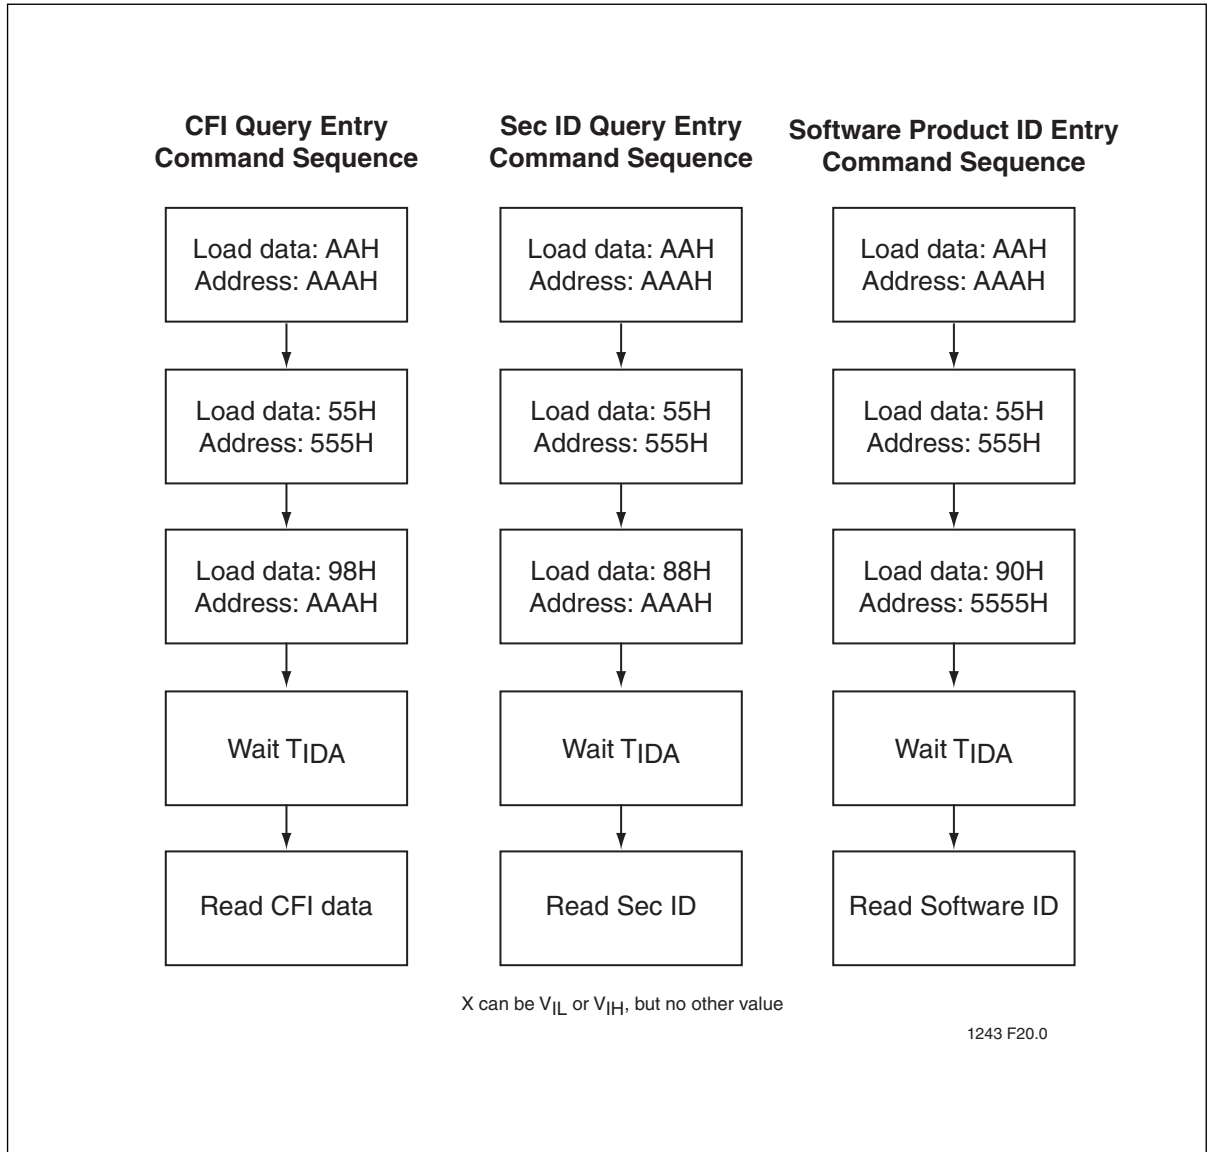 CFI Query Entry
Command Sequence
Load data: AAH
Address: AAAH
Load data: 55H
Address: 555H
Load data: 98H
Address: AAAH
Wait TIDA
Read CFI data
Sec ID Query Entry
Command Sequence
Load data: AAH
Address: AAAH
Load data: 55H
Address: 555H
Load data: 88H
Address: AAAH
Wait TIDA
Read Sec ID
Software Product ID Entry
Command Sequence
Load data: AAH
Address: AAAH
Load data: 55H
Address: 555H
Load data: 90H
Address: 5555H
Wait TIDA
Read Software ID
X can be VIL or VIH, but no other value
1243 F20.0